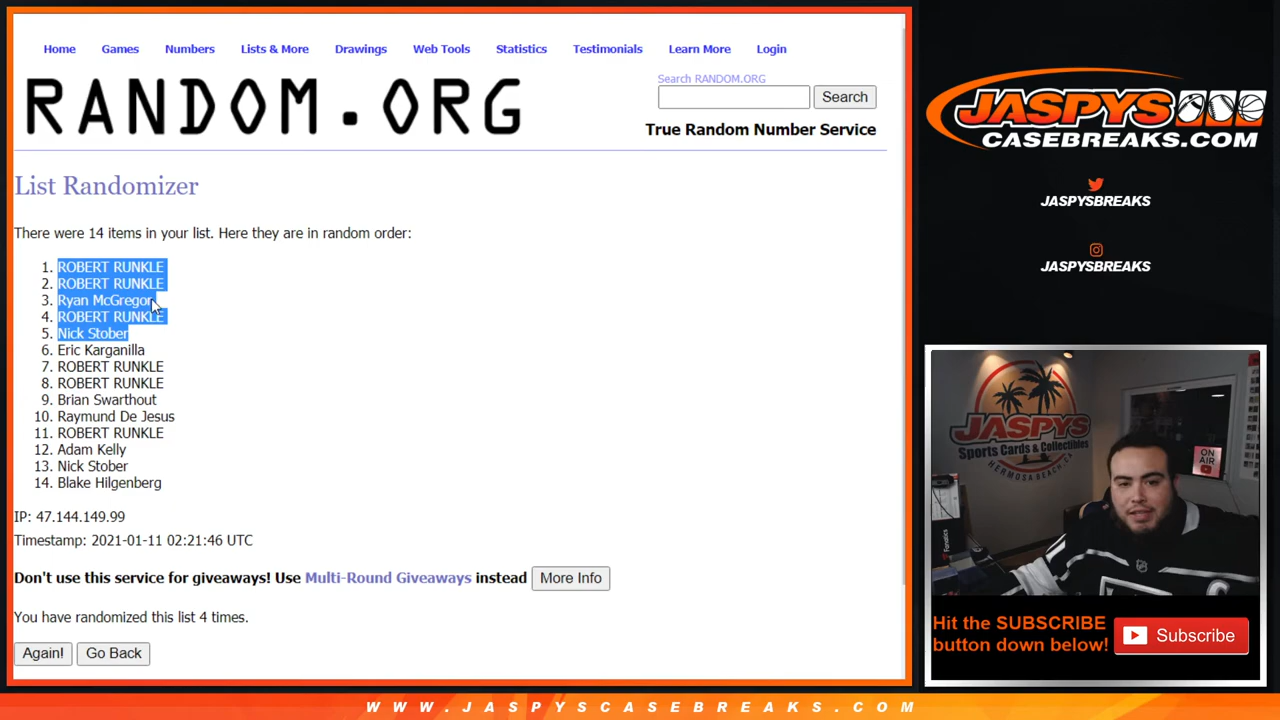 Home Games Numbers Lists & More Drawings Web Tools Statistics Testimonials Learn More Login
RANDOM.ORG
Search RANDOM.ORG
Search
True Random Number Service
List Randomizer
There were 14 items in your list. Here they are in random order:
1. ROBERT RUNKLE
2. ROBERT RUNKLE
3. Ryan McGregor
4. ROBERT RUNKLE
5. Nick Stober
6. Eric Karganilla
7. ROBERT RUNKLE
8. ROBERT RUNKLE
9. Brian Swarthout
10. Raymund De Jesus
11. ROBERT RUNKLE
12. Adam Kelly
13. Nick Stober
14. Blake Hilgenberg
IP: 47.144.149.99
Timestamp: 2021-01-11 02:21:46 UTC
Don't use this service for giveaways! Use Multi-Round Giveaways instead More Info
You have randomized this list 4 times.
Again! Go Back
JASPYS
CASEBREAKS.COM
JASPYSBREAKS
JASPYSBREAKS
JASPYS
Sports Cards & Collectibles
HERMOSA BEACH, CA
ON AIR
Fanatics
Hit the SUBSCRIBE
button down below!
Subscribe
WWW.JASPYSCASEBREAKS.COM